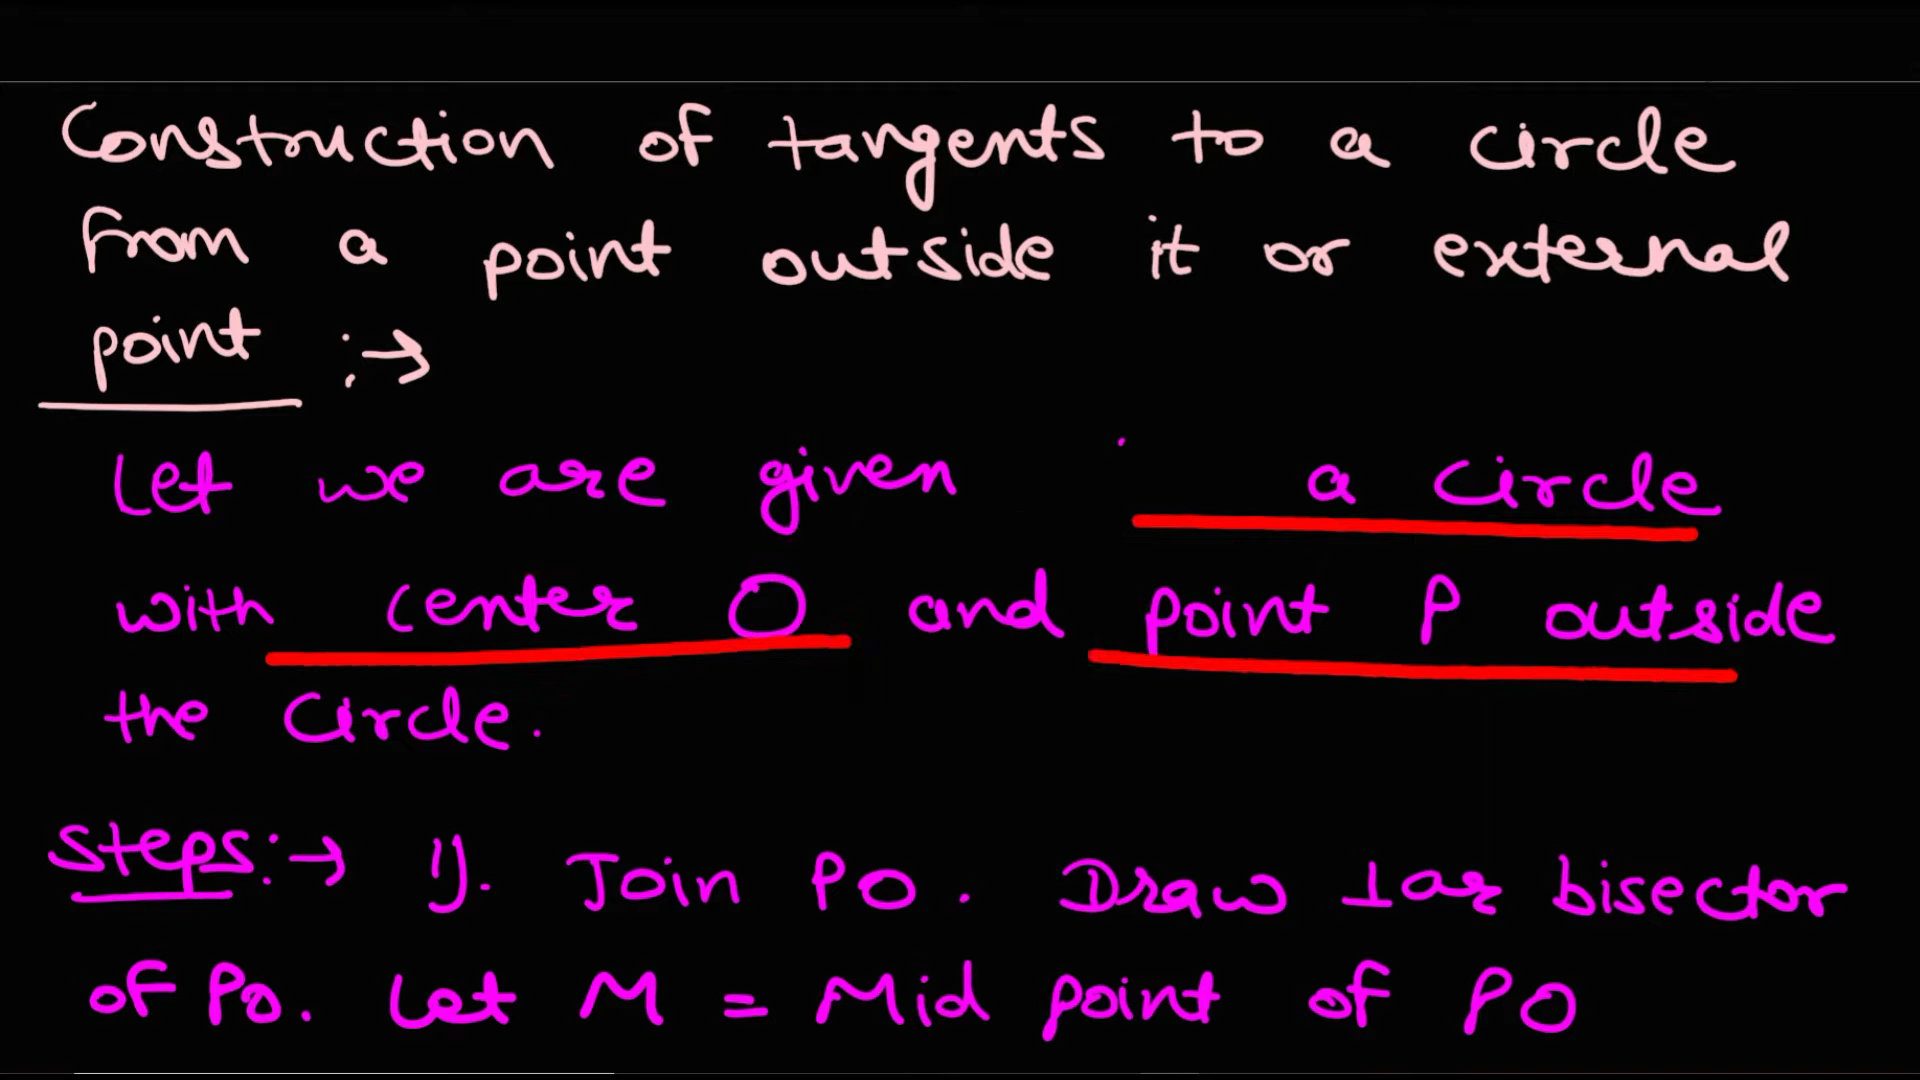 Construction of tangents to a circle
from a point outside it or external
point :→
Let we are given a circle
with center O and point P outside
the circle.
Steps:→ 1). Join PO. Draw ⊥ar bisector
of PO. Let M = Mid point of PO